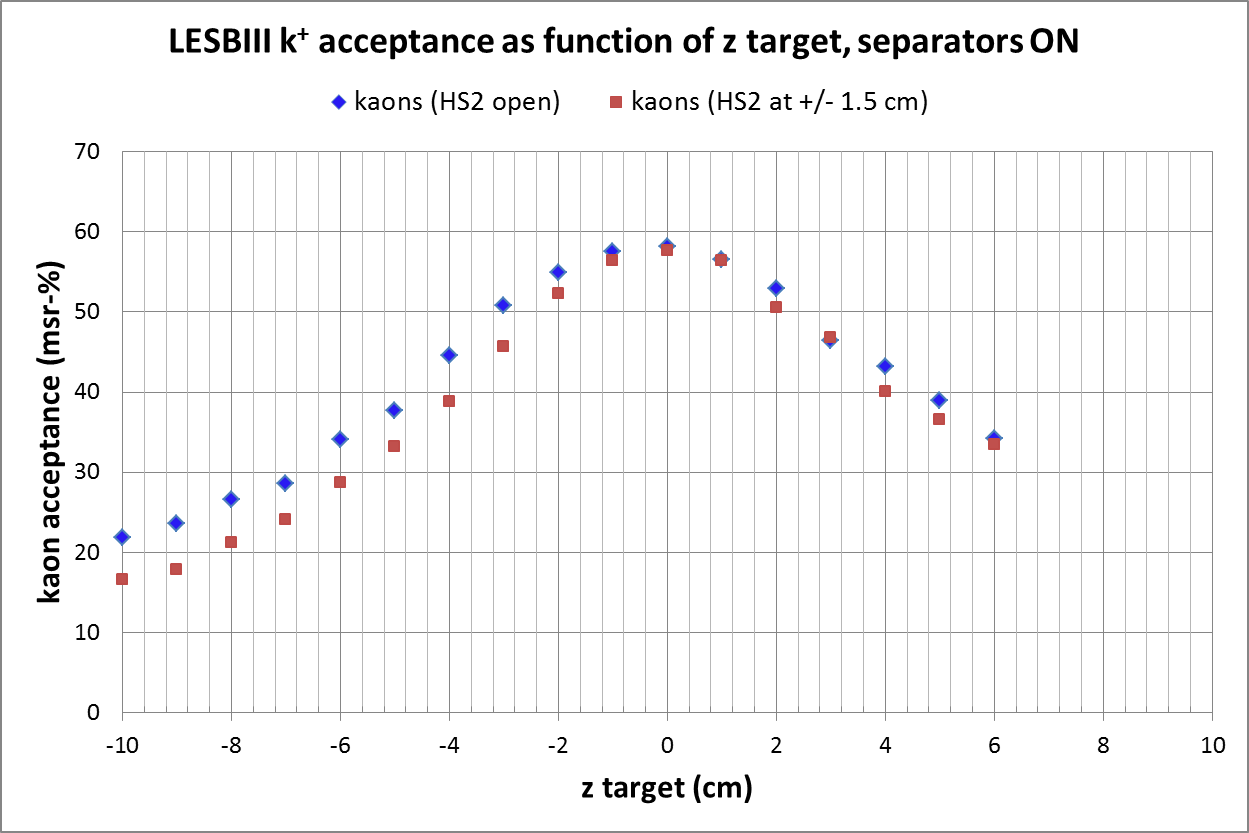 LESBIII k⁺ acceptance as function of z target, separators ON
kaons (HS2 open) kaons (HS2 at +/- 1.5 cm)
70
60
50
40
30
20
10
0
kaon acceptance (msr-%)
-10 -8 -6 -4 -2 0 2 4 6 8 10
z target (cm)